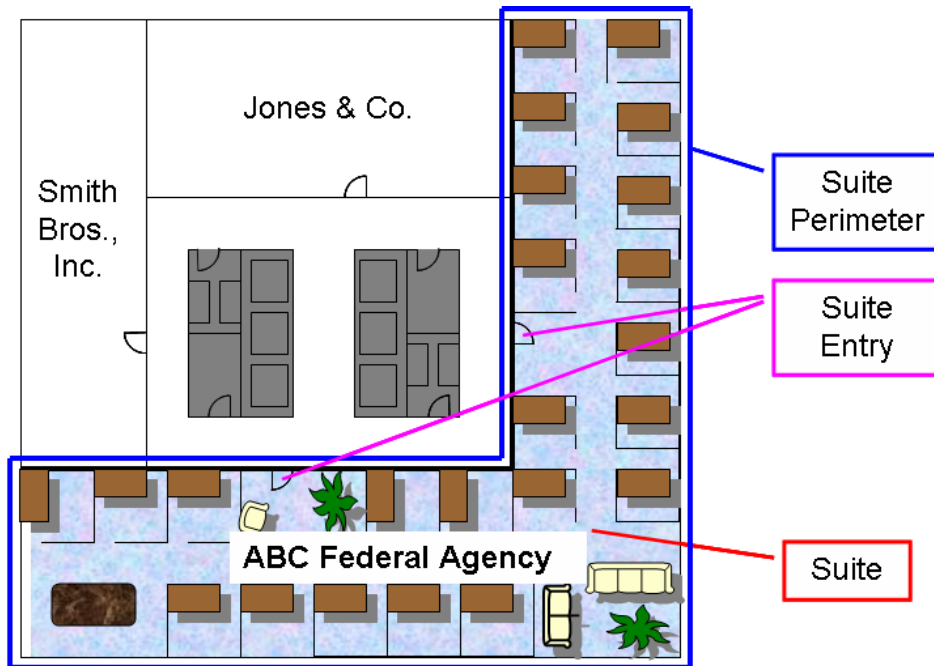 Jones & Co.
Smith
Bros.,
Inc.
Suite
Perimeter
Suite
Entry
ABC Federal Agency
Suite